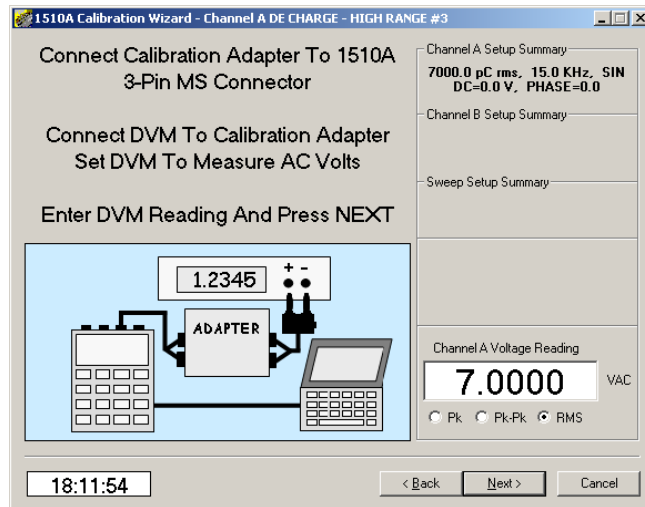 1510A Calibration Wizard - Channel A DE CHARGE - HIGH RANGE #3
Connect Calibration Adapter To 1510A
3-Pin MS Connector
Connect DVM To Calibration Adapter
Set DVM To Measure AC Volts
Enter DVM Reading And Press NEXT
1.2345
+ -
ADAPTER
Channel A Setup Summary
7000.0 pC rms, 15.0 KHz, SIN
DC=0.0 V, PHASE=0.0
Channel B Setup Summary
Sweep Setup Summary
Channel A Voltage Reading
7.0000 VAC
Pk Pk-Pk RMS
18:11:54
< Back Next > Cancel